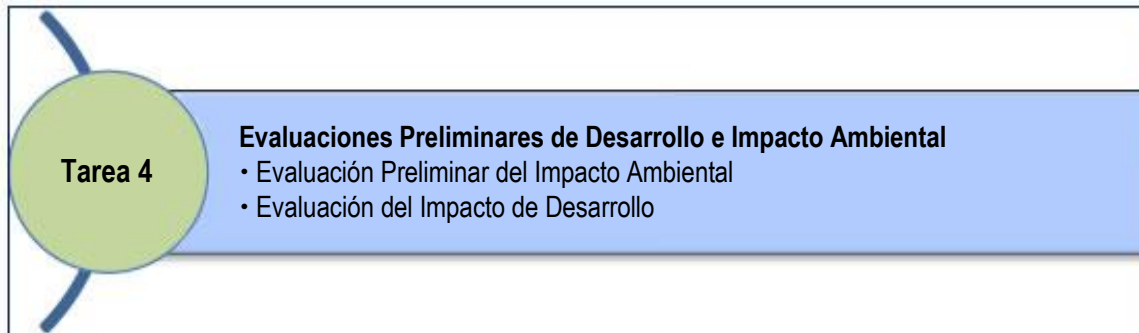 Tarea 4
Evaluaciones Preliminares de Desarrollo e Impacto Ambiental
· Evaluación Preliminar del Impacto Ambiental
· Evaluación del Impacto de Desarrollo